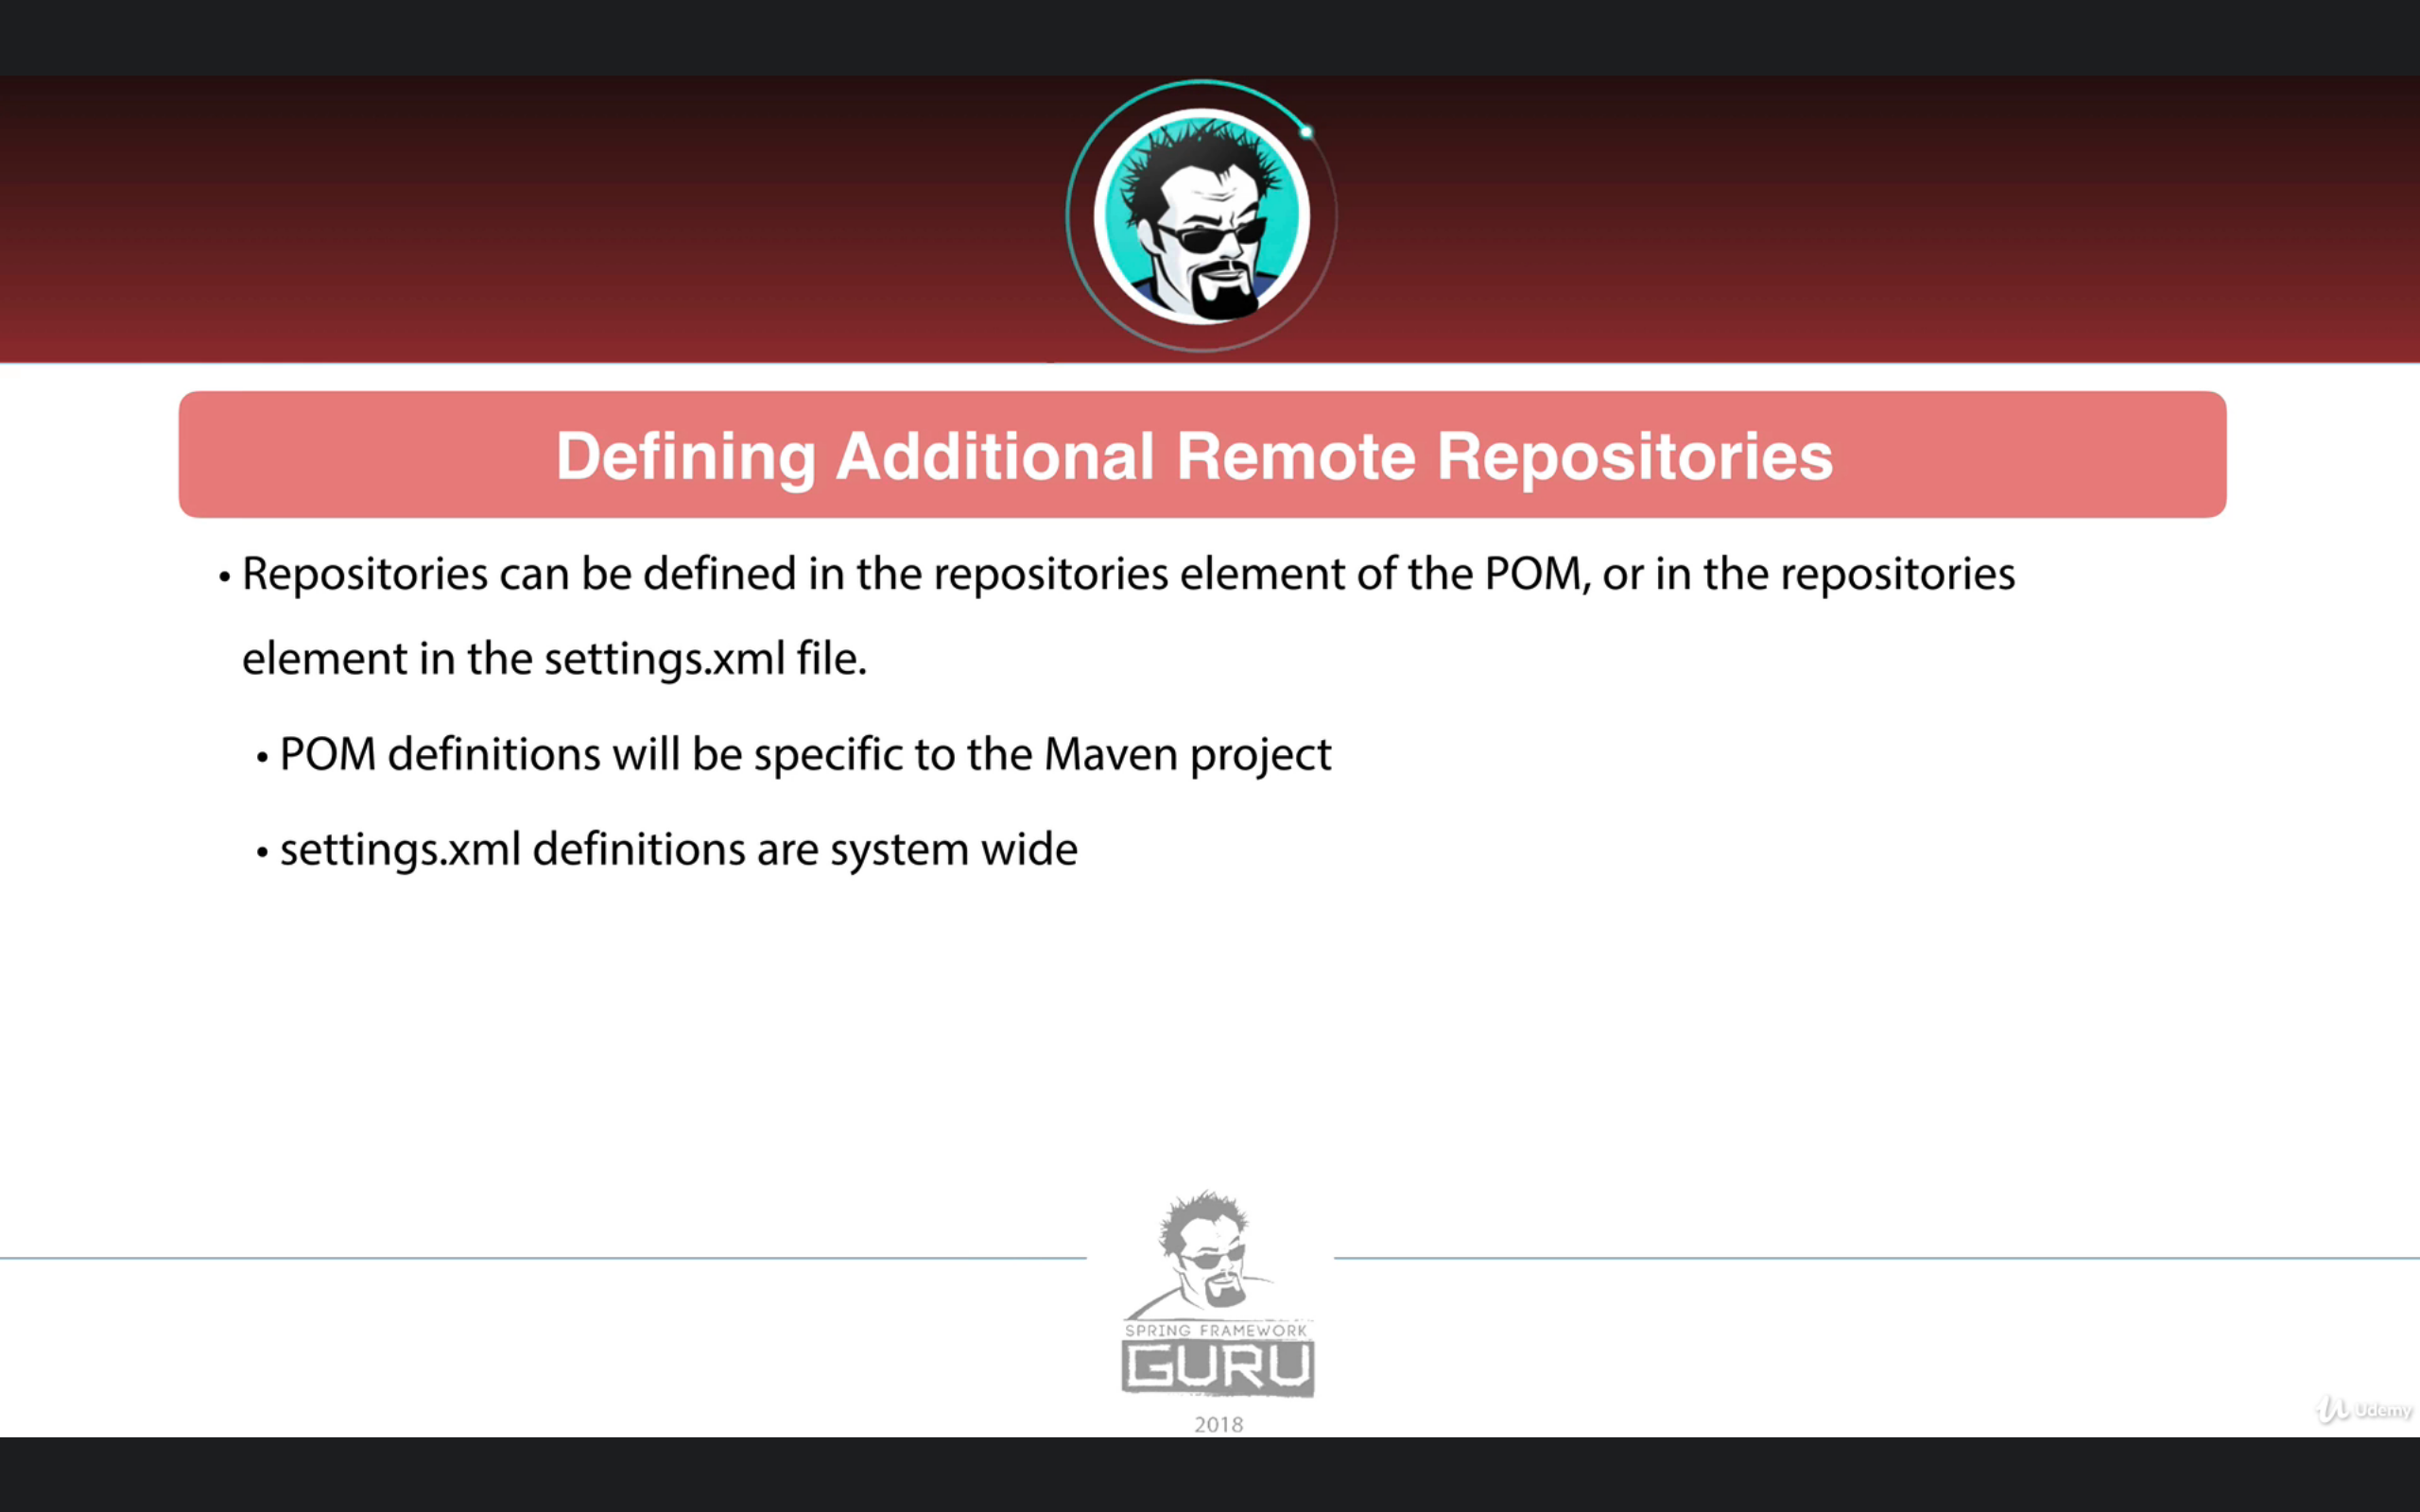 Defining Additional Remote Repositories
• Repositories can be defined in the repositories element of the POM, or in the repositories
element in the settings.xml file.
• POM definitions will be specific to the Maven project
• settings.xml definitions are system wide
SPRING FRAMEWORK
GURU
2018
Udemy